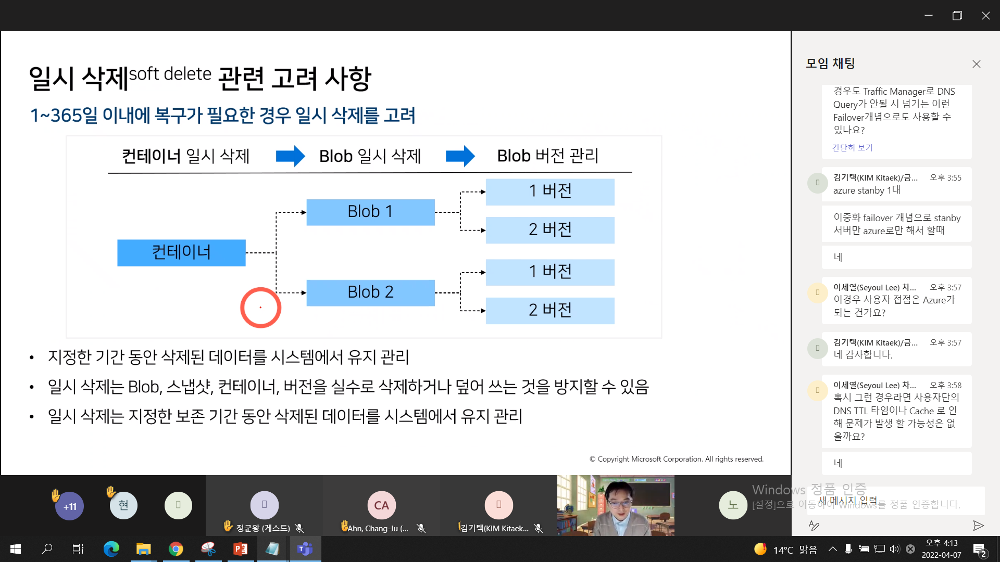 일시 삭제soft delete 관련 고려 사항
1~365일 이내에 복구가 필요한 경우 일시 삭제를 고려
컨테이너 일시 삭제
Blob 일시 삭제
Blob 버전 관리
컨테이너
Blob 1
Blob 2
1 버전
2 버전
1 버전
2 버전
• 지정한 기간 동안 삭제된 데이터를 시스템에서 유지 관리
• 일시 삭제는 Blob, 스냅샷, 컨테이너, 버전을 실수로 삭제하거나 덮어 쓰는 것을 방지할 수 있음
• 일시 삭제는 지정한 보존 기간 동안 삭제된 데이터를 시스템에서 유지 관리
© Copyright Microsoft Corporation. All rights reserved.
모임 채팅
경우도 Traffic Manager로 DNS
Query가 안될 시 넘기는 이런
Failover개념으로도 사용할 수
있나요?
간단히 보기
김기택(KIM Kitaek)/금... 오후 3:55
azure stanby 1대
이중화 failover 개념으로 stanby
서버만 azure로만 해서 할때
네
이세열(Seyoul Lee) 차... 오후 3:57
이경우 사용자 접점은 Azure가
되는 건가요?
김기택(KIM Kitaek)/금... 오후 3:57
네 감사합니다.
이세열(Seyoul Lee) 차... 오후 3:58
혹시 그런 경우라면 사용자단의
DNS TTL 타임이나 Cache 로 인
해 문제가 발생 할 가능성은 없
을까요?
네
새 메시지 입력
Windows 정품 인증
[설정]으로 이동하여 Windows를 정품 인증합니다.
+11
현
정군왕 (게스트)
CA
Ahn, Chang-Ju (...
김기택(KIM Kitaek...
노
14°C 맑음
오후 4:13
2022-04-07
2